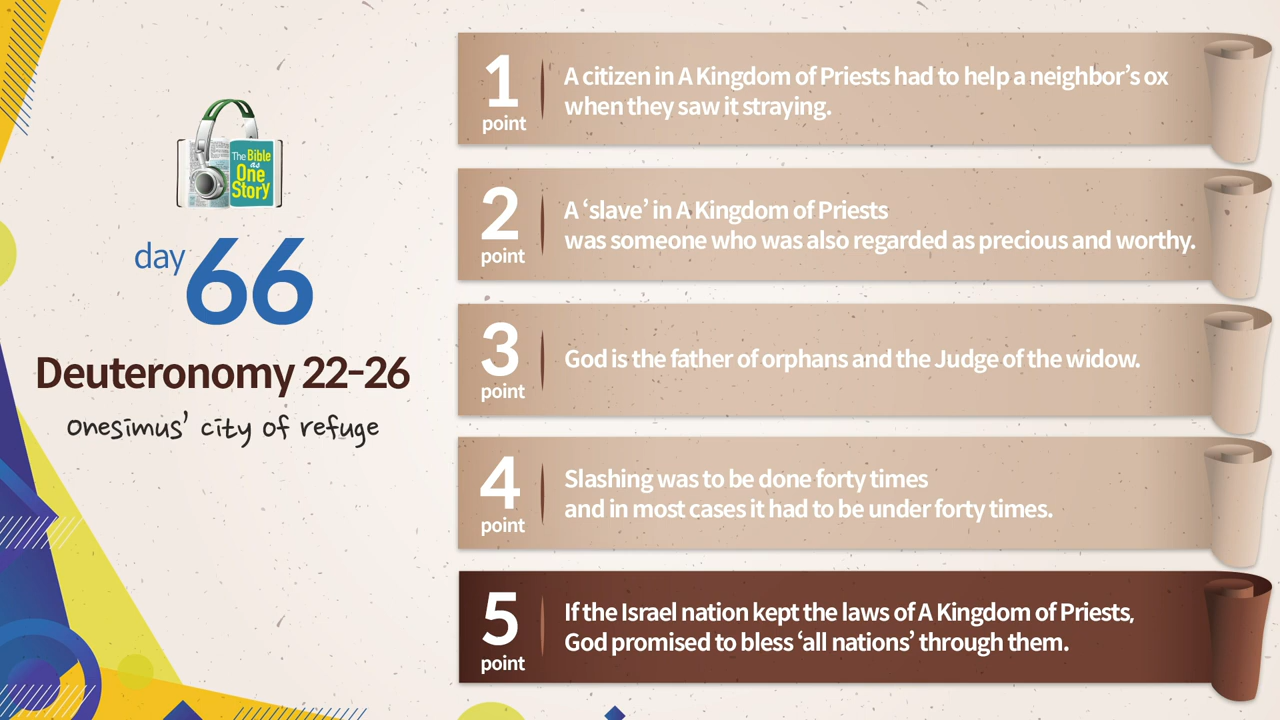 The Bible
as
One
Story
day 66
Deuteronomy 22-26
onesimus' city of refuge
1
point
A citizen in A Kingdom of Priests had to help a neighbor's ox
when they saw it straying.
2
point
A ‘slave’ in A Kingdom of Priests
was someone who was also regarded as precious and worthy.
3
point
God is the father of orphans and the Judge of the widow.
4
point
Slashing was to be done forty times
and in most cases it had to be under forty times.
5
point
If the Israel nation kept the laws of A Kingdom of Priests,
God promised to bless ‘all nations’ through them.